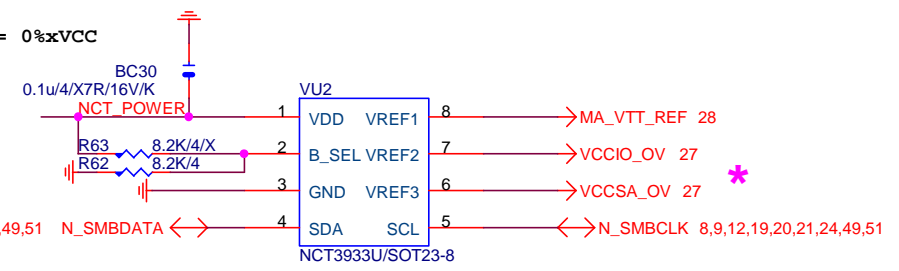 = 0%xVCC
BC30
0.1u/4/X7R/16V/K
NCT_POWER
VU2
1 VDD VREF1 8 MA_VTT_REF 28
R63 8.2K/4/X
2 B_SEL VREF2 7 VCCIO_OV 27
R62 8.2K/4
3 GND VREF3 6 VCCSA_OV 27
*
,49,51 N_SMBDATA 4 SDA SCL 5 N_SMBCLK 8,9,12,19,20,21,24,49,51
NCT3933U/SOT23-8